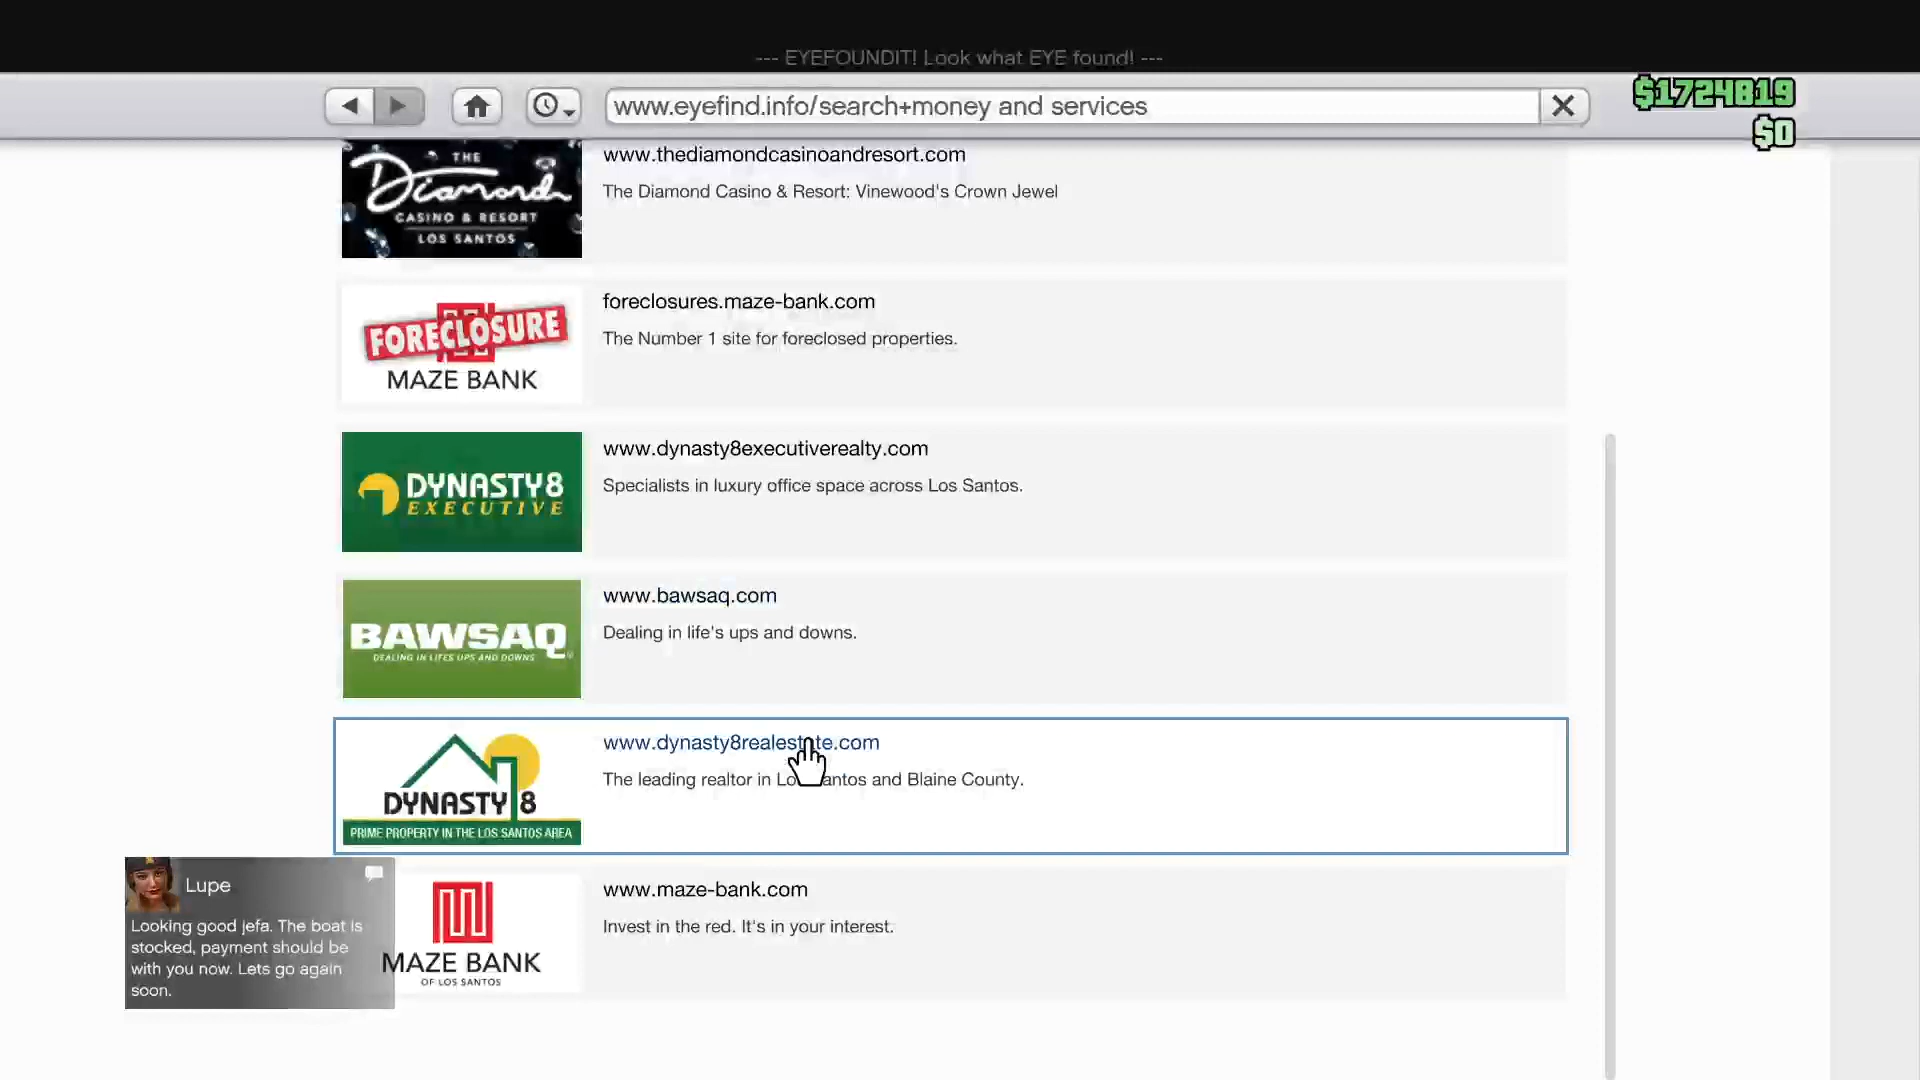 --- EYEFOUNDIT! Look what EYE found! ---
www.eyefind.info/search+money and services
$1724819
$0
THE
Diamond
CASINO & RESORT
LOS SANTOS
www.thediamondcasinoandresort.com
The Diamond Casino & Resort: Vinewood's Crown Jewel
FORECLOSURE
MAZE BANK
foreclosures.maze-bank.com
The Number 1 site for foreclosed properties.
DYNASTY8
EXECUTIVE
www.dynasty8executiverealty.com
Specialists in luxury office space across Los Santos.
BAWSAQ
DEALING IN LIFES UPS AND DOWNS
www.bawsaq.com
Dealing in life's ups and downs.
DYNASTY 8
PRIME PROPERTY IN THE LOS SANTOS AREA
www.dynasty8realestate.com
The leading realtor in Los Santos and Blaine County.
Lupe
Looking good jefa. The boat is
stocked, payment should be
with you now. Lets go again
soon.
MAZE BANK
OF LOS SANTOS
www.maze-bank.com
Invest in the red. It's in your interest.